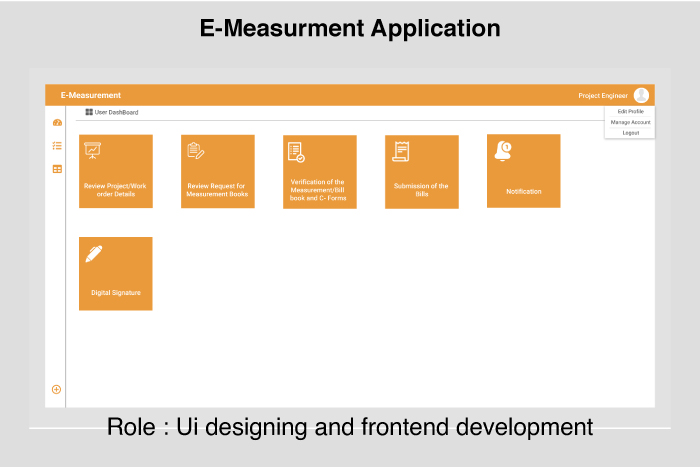 E-Measurment Application
E-Measurement
Project Engineer
User DashBoard
Edit Profile
Manage Account
Logout
Review Project/Work
order Details
Review Request for
Measurement Books
Verification of the
Measurement/Bill
book and C- Forms
Submission of the
Bills
1
Notification
Digital Signature
Role : Ui designing and frontend development